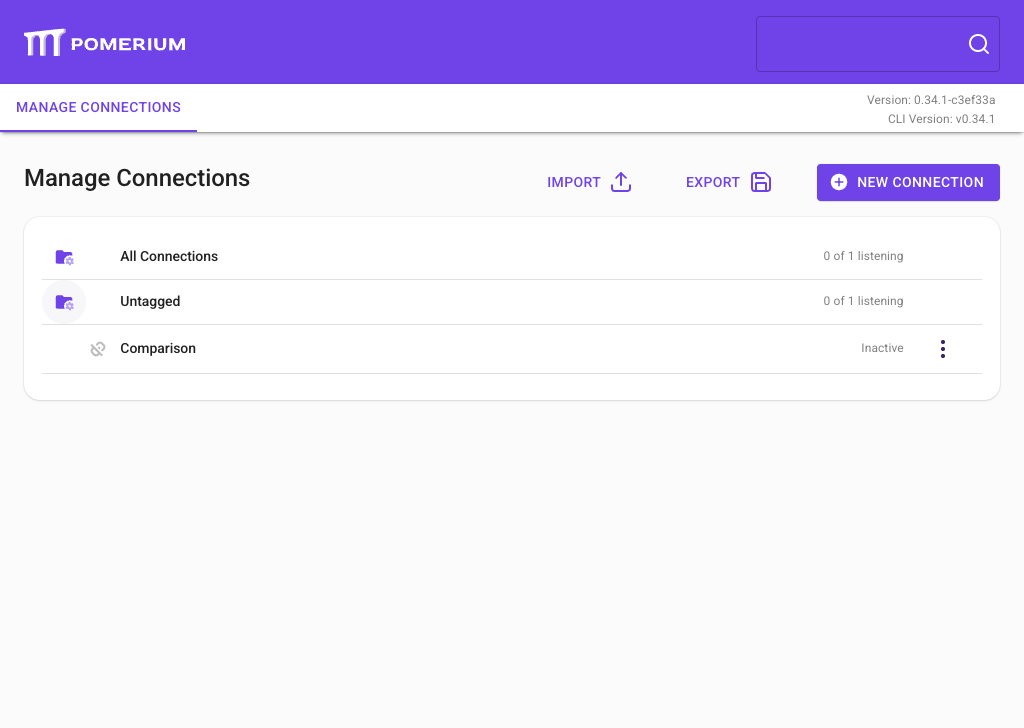 POMERIUM
MANAGE CONNECTIONS
Version: 0.34.1-c3ef33a
CLI Version: v0.34.1
Manage Connections
IMPORT
EXPORT
NEW CONNECTION
All Connections
0 of 1 listening
Untagged
0 of 1 listening
Comparison
Inactive